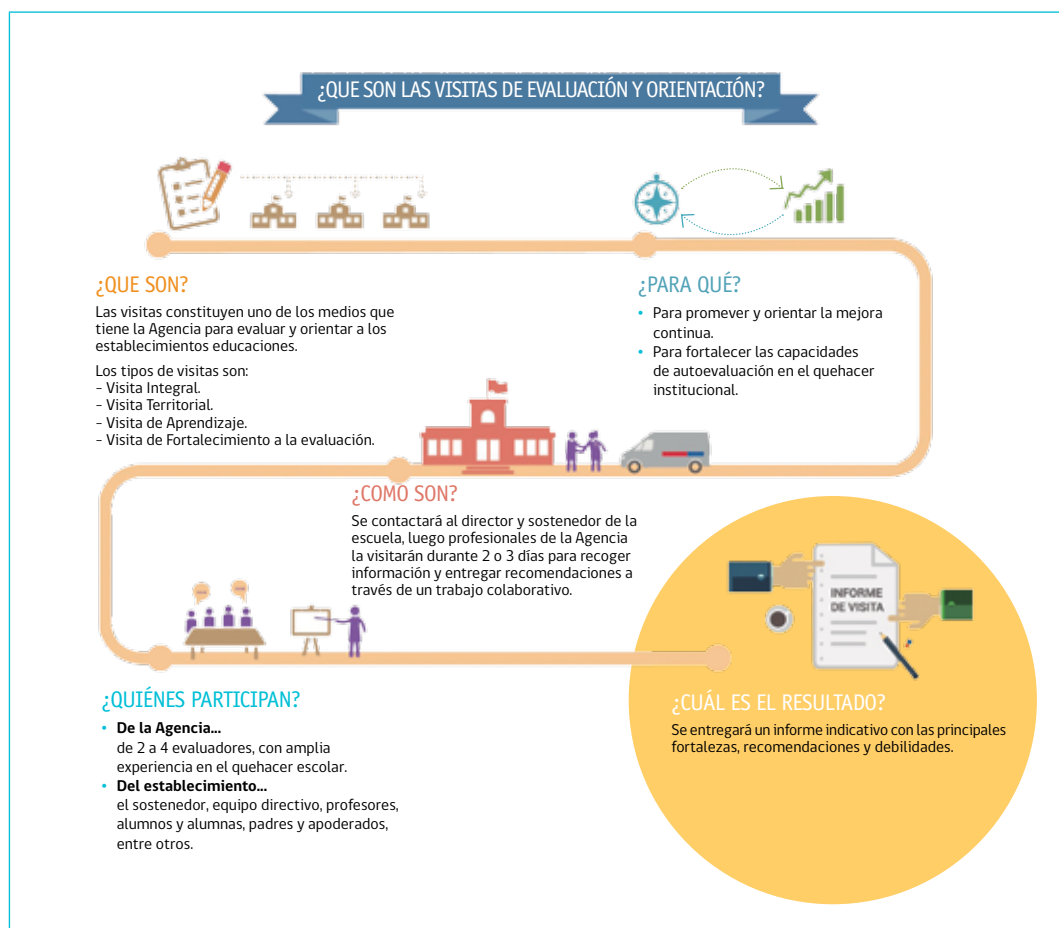 ¿QUE SON LAS VISITAS DE EVALUACIÓN Y ORIENTACIÓN?
¿QUE SON?
Las visitas constituyen uno de los medios que
tiene la Agencia para evaluar y orientar a los
establecimientos educaciones.
Los tipos de visitas son:
– Visita Integral.
– Visita Territorial.
– Visita de Aprendizaje.
– Visita de Fortalecimiento a la evaluación.
¿PARA QUÉ?
• Para promover y orientar la mejora
continua.
• Para fortalecer las capacidades
de autoevaluación en el quehacer
institucional.
¿COMO SON?
Se contactará al director y sostenedor de la
escuela, luego profesionales de la Agencia
la visitarán durante 2 o 3 días para recoger
información y entregar recomendaciones a
través de un trabajo colaborativo.
¿QUIÉNES PARTICIPAN?
• De la Agencia...
de 2 a 4 evaluadores, con amplia
experiencia en el quehacer escolar.
• Del establecimiento...
el sostenedor, equipo directivo, profesores,
alumnos y alumnas, padres y apoderados,
entre otros.
INFORME
DE VISITA
¿CUÁL ES EL RESULTADO?
Se entregará un informe indicativo con las principales
fortalezas, recomendaciones y debilidades.